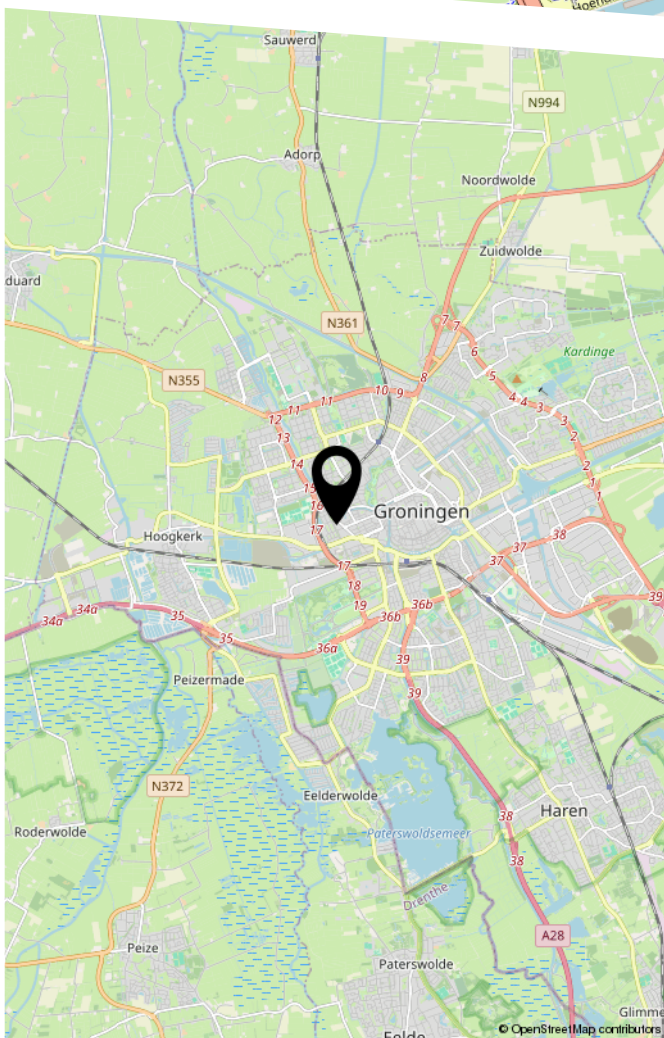 Hoend
Sauwerd
N994
Adorp
Noordwolde
Zuidwolde
duard
N361
7
7
6
Kardinge
8
5
N355
10
9
11
11
4
4
3
12
3
13
2
14
2
15
1
16
1
Groningen
17
37
38
Hoogkerk
37
17
18
39
19
36b
36b
34a
34a
35
35
36a
39
Peizermade
39
N372
Eelderwolde
Haren
38
Roderwolde
Paterswoldsemeer
38
Drenthe
A28
Peize
Paterswolde
Glimme
© OpenStreetMap contributors